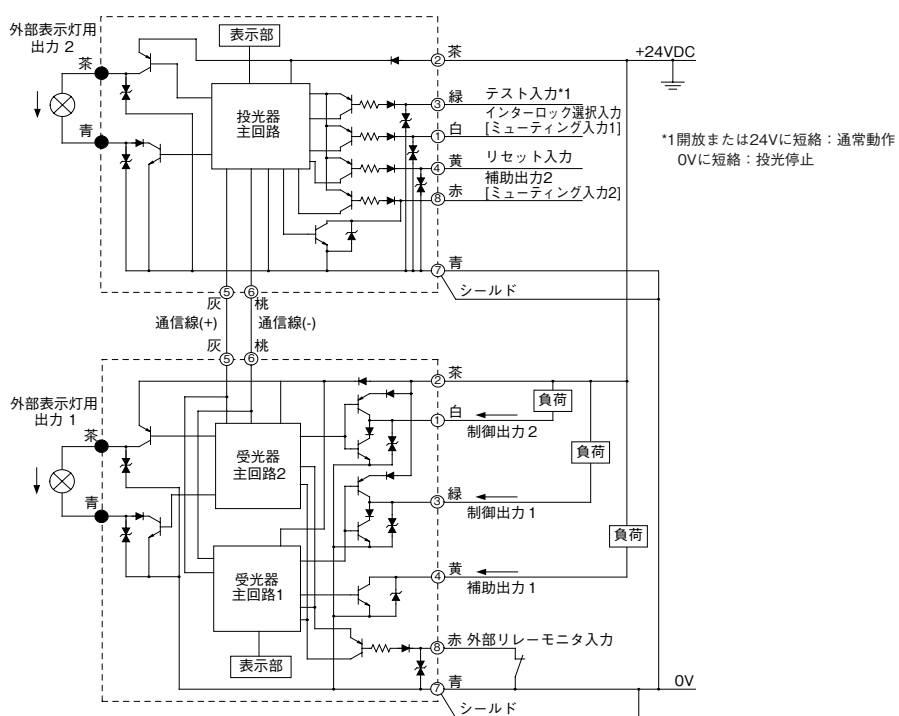 外部表示灯用
出力 2
茶
青
表示部
投光器
主回路
② 茶
+24VDC
③ 緑 テスト入力*1
① 白 インターロック選択入力
[ミューティング入力1]
④ 黄 リセット入力
⑧ 赤 補助出力2
[ミューティング入力2]
*1開放または24Vに短絡：通常動作
0Vに短絡：投光停止
⑦ 青
シールド
⑤ ⑥
灰 桃
通信線(+) 通信線(-)
灰 桃
⑤ ⑥
外部表示灯用
出力 1
茶
青
受光器
主回路2
受光器
主回路1
表示部
② 茶
① 白
制御出力 2
負荷
③ 緑
制御出力 1
負荷
④ 黄
補助出力 1
負荷
⑧ 赤 外部リレーモニタ入力
⑦ 青
0V
シールド